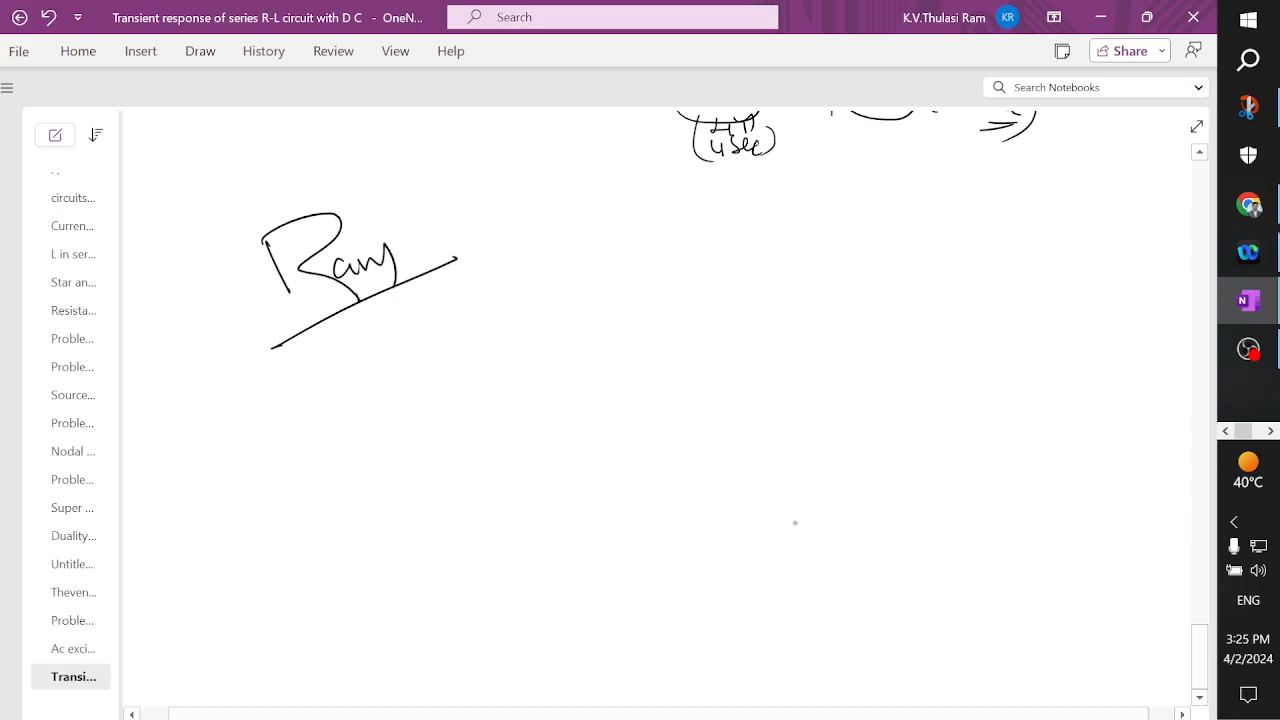 Transient response of series R-L circuit with D C - OneN...
Search
K.V.Thulasi Ram
KR
File
Home
Insert
Draw
History
Review
View
Help
Share
Search Notebooks
circuits...
Curren...
L in ser...
Star an...
Resista...
Proble...
Proble...
Source...
Proble...
Nodal ...
Proble...
Super ...
Duality...
Untitle...
Theven...
Proble...
Ac exci...
Transi...
Ram
40°C
ENG
3:25 PM
4/2/2024